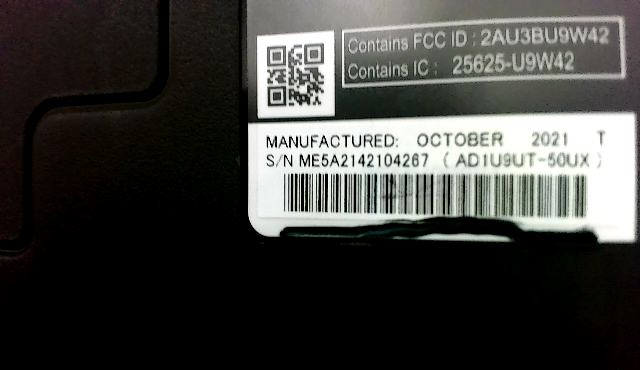 Contains FCC ID : 2AU3BU9W42
Contains IC : 25625-U9W42
MANUFACTURED: OCTOBER 2021 T
S/N ME5A2142104267 ( AD1U9UT-50UX )